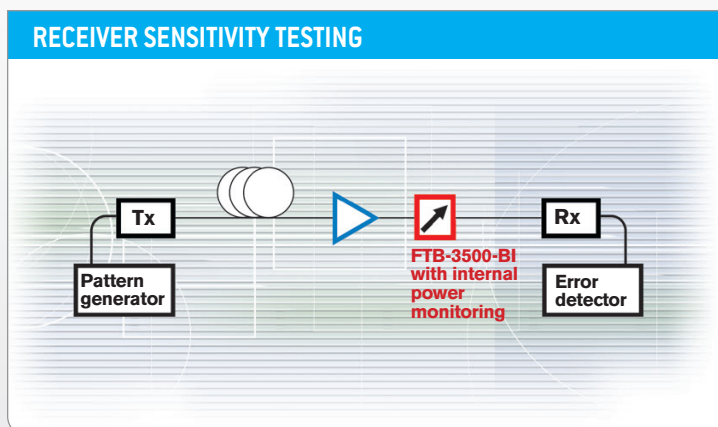 RECEIVER SENSITIVITY TESTING
Tx
Rx
Pattern
generator
FTB-3500-BI
with internal
power
monitoring
Error
detector